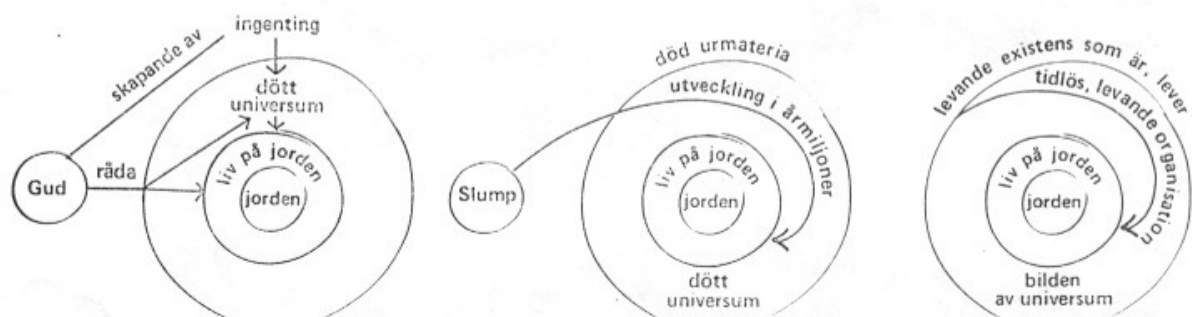 ingenting
skapande av
dött
universum
Gud
råda
liv på jorden
jorden
död urmateria
utveckling i årmiljoner
Slump
liv på jorden
jorden
dött
universum
levande existens som är, lever
tidlös, levande organisation
liv på jorden
jorden
bilden
av universum